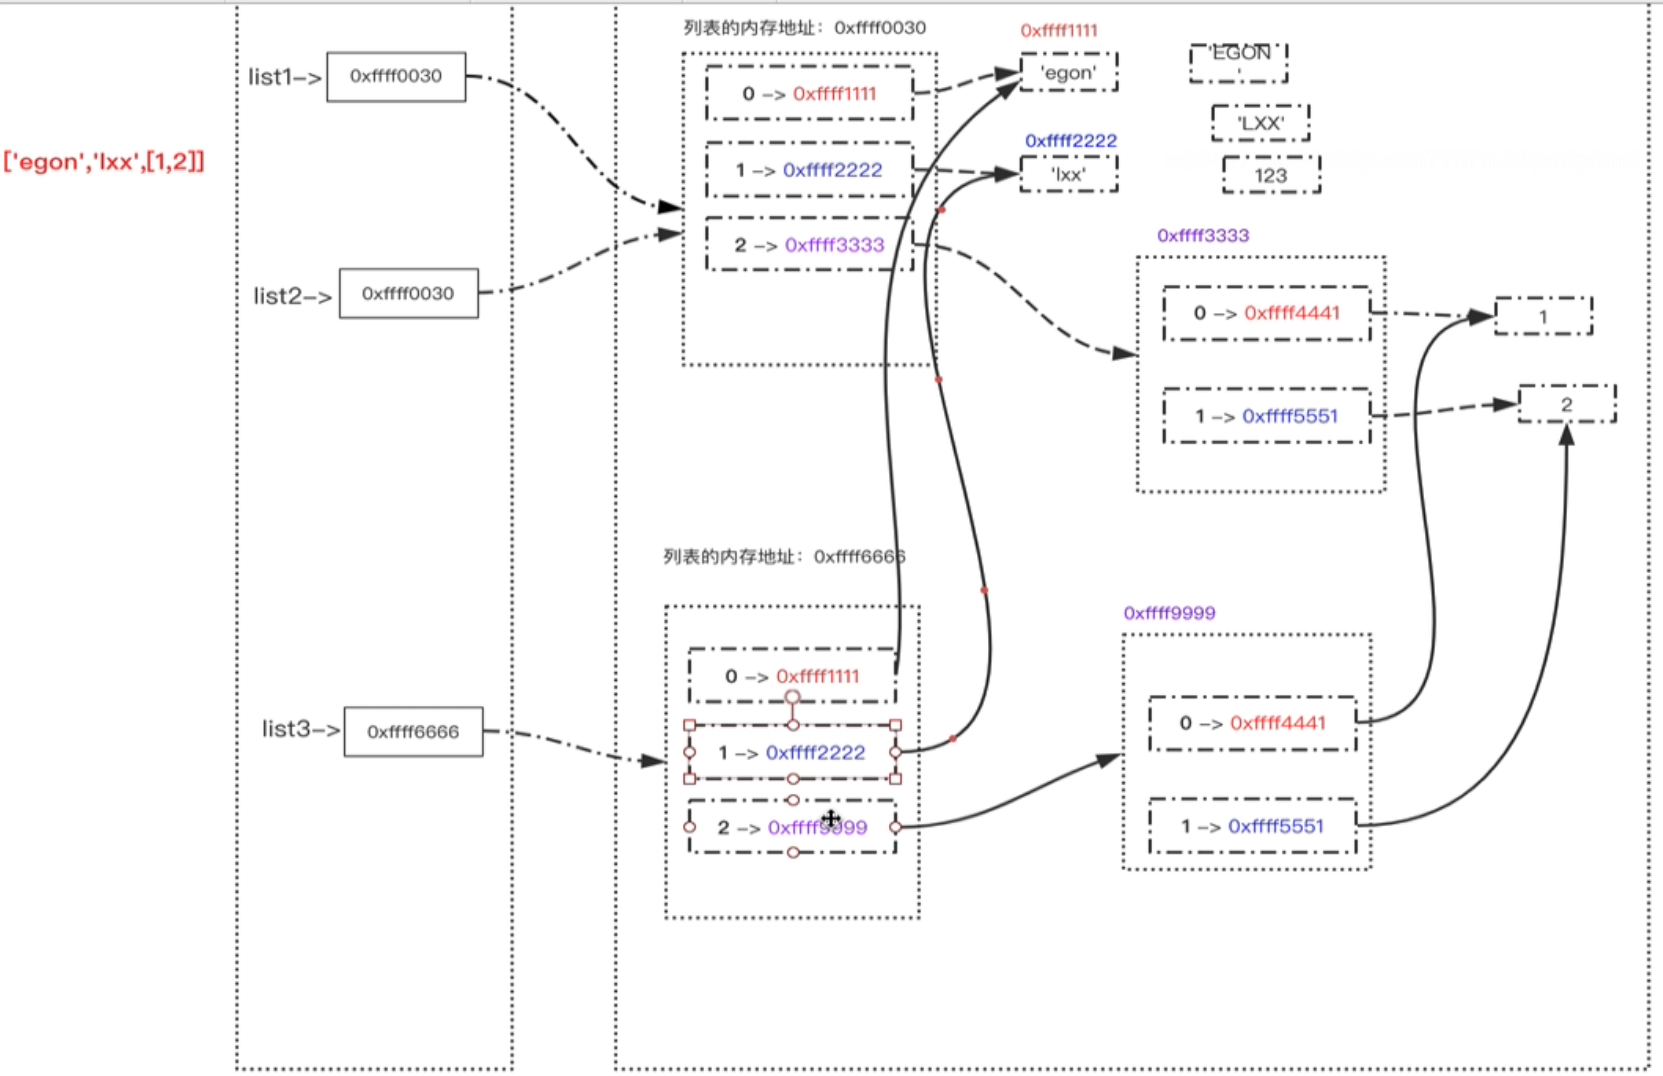 列表的内存地址：0xffff0030
0xffff1111
list1->
0xffff0030
0 -> 0xffff1111
'egon'
'EGON
'
'LXX'
['egon','lxx',[1,2]]
1 -> 0xffff2222
0xffff2222
'lxx'
123
2 -> 0xffff3333
0xffff3333
list2->
0xffff0030
0 -> 0xffff4441
1
1 -> 0xffff5551
2
列表的内存地址：0xffff6666
0xffff9999
0 -> 0xffff1111
list3->
0xffff6666
1 -> 0xffff2222
0 -> 0xffff4441
2 -> 0xffff9999
1 -> 0xffff5551